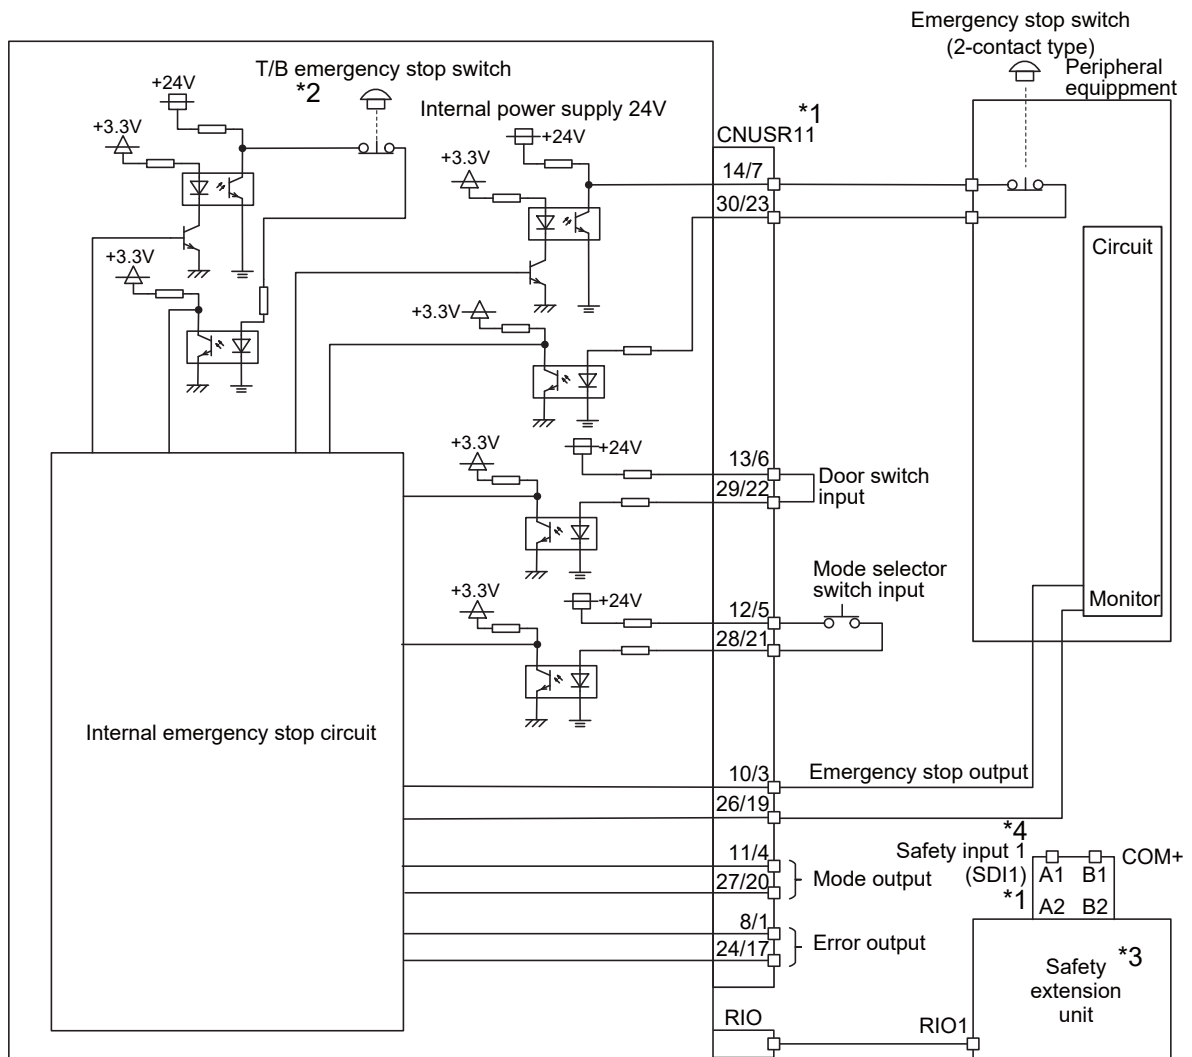 Emergency stop switch
(2-contact type)
Peripheral
equippment
T/B emergency stop switch
*2
+24V
+3.3V
Internal power supply 24V
+24V
+3.3V
*1
CNUSR11
14/7
30/23
+3.3V
+3.3V
Circuit
Monitor
+3.3V
+24V
13/6
29/22
Door switch
input
+3.3V
+24V
12/5
28/21
Mode selector
switch input
Internal emergency stop circuit
10/3
26/19
Emergency stop output
11/4
27/20
Mode output
8/1
24/17
Error output
*4
Safety input 1
(SDI1)
*1
A1 B1
COM+
A2 B2
Safety
extension
unit
*3
RIO
RIO1